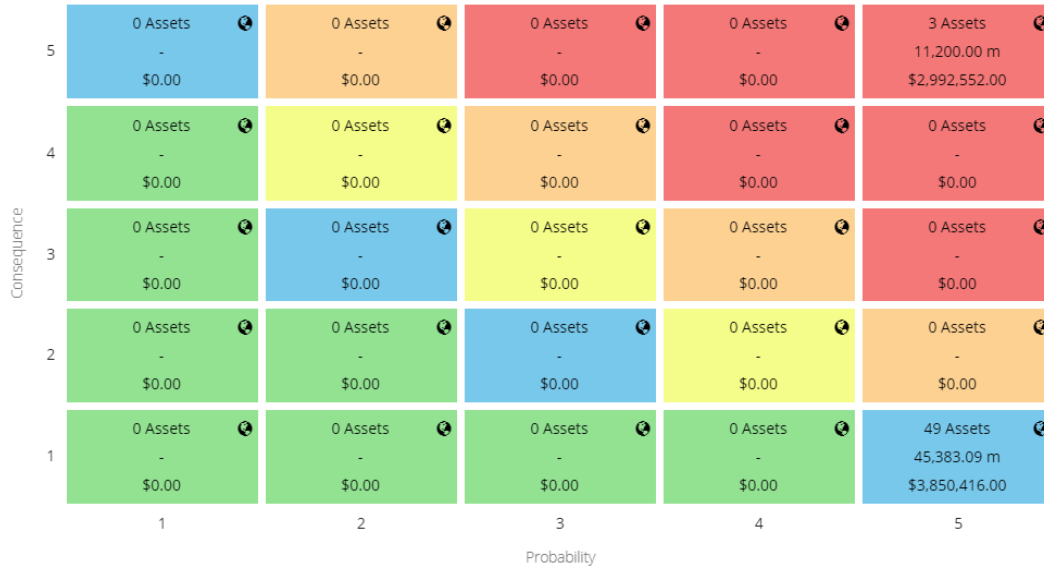 0 Assets 0 Assets 0 Assets 0 Assets 3 Assets
5 - - - - 11,200.00 m
$0.00 $0.00 $0.00 $0.00 $2,992,552.00
0 Assets 0 Assets 0 Assets 0 Assets 0 Assets
4 - - - - -
$0.00 $0.00 $0.00 $0.00 $0.00
Consequence
0 Assets 0 Assets 0 Assets 0 Assets 0 Assets
3 - - - - -
$0.00 $0.00 $0.00 $0.00 $0.00
0 Assets 0 Assets 0 Assets 0 Assets 0 Assets
2 - - - - -
$0.00 $0.00 $0.00 $0.00 $0.00
0 Assets 0 Assets 0 Assets 0 Assets 49 Assets
1 - - - - 45,383.09 m
$0.00 $0.00 $0.00 $0.00 $3,850,416.00
1 2 3 4 5
Probability